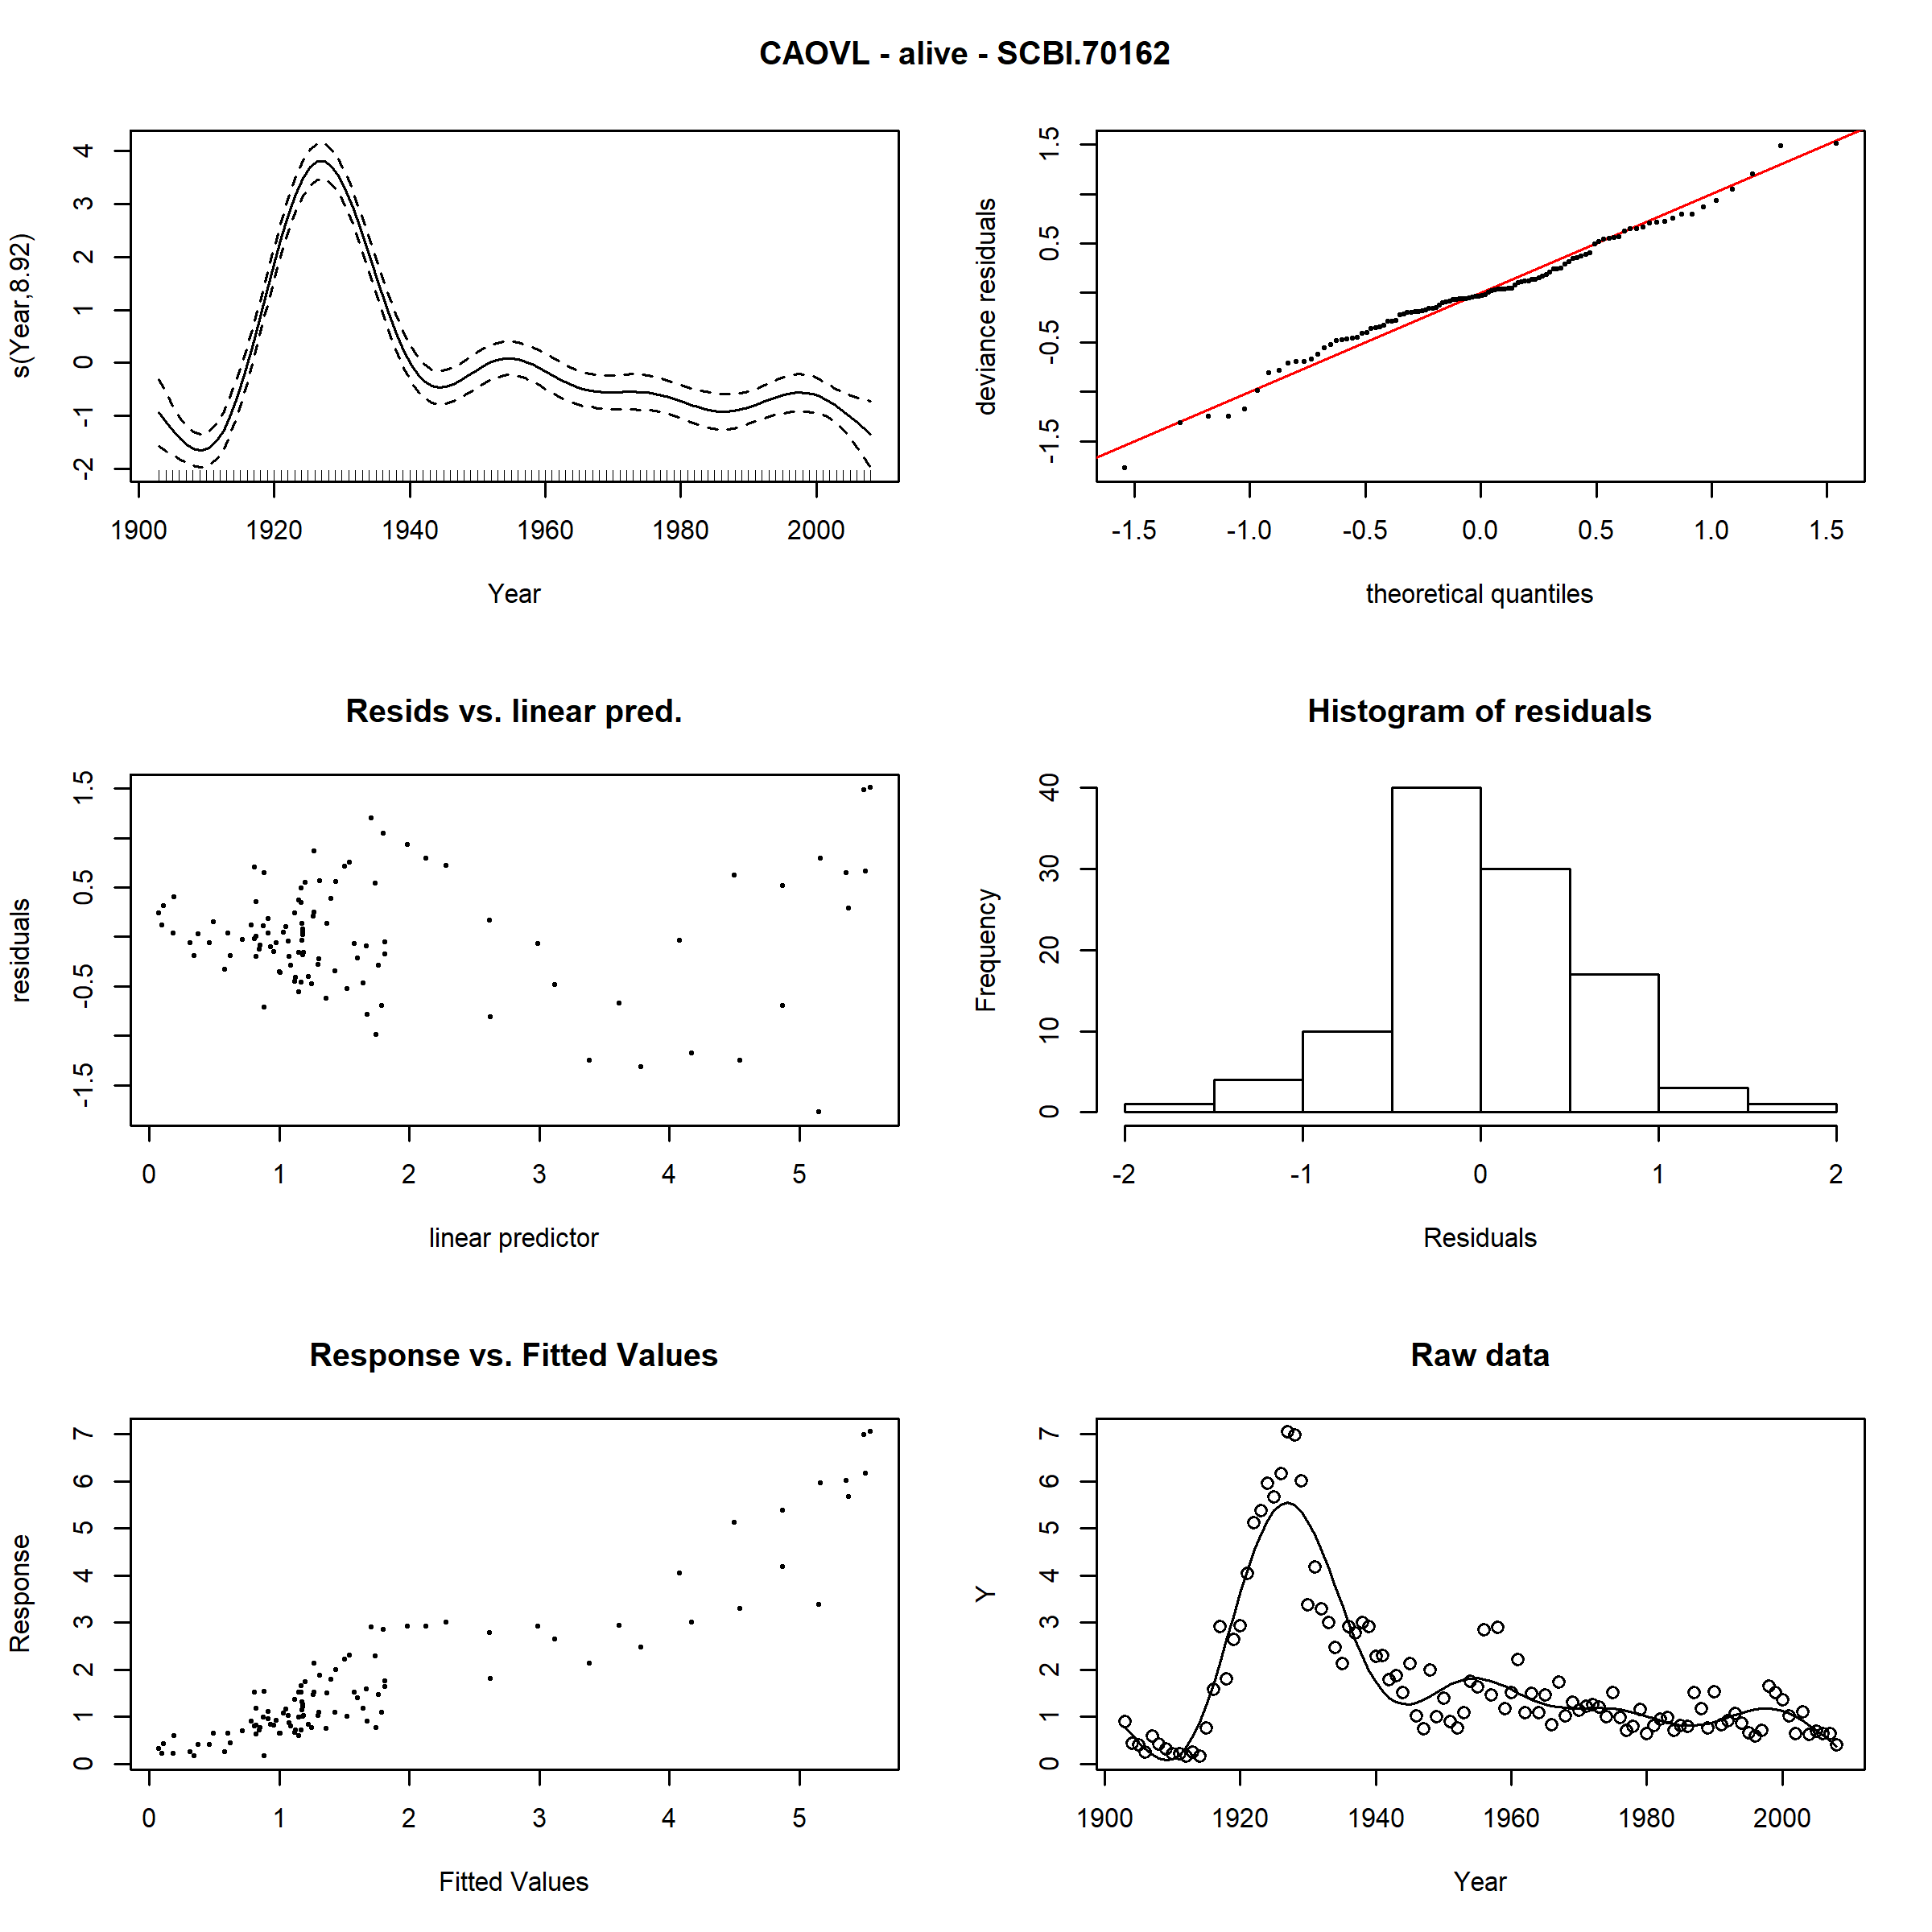 CAOVL - alive - SCBI.70162
s(Year,8.92)
4
3
2
1
0
-1
-2
1900 1920 1940 1960 1980 2000
Year
deviance residuals
1.5
0.5
-0.5
-1.5
-1.5 -1.0 -0.5 0.0 0.5 1.0 1.5
theoretical quantiles
Resids vs. linear pred.
residuals
1.5
0.5
-0.5
-1.5
0 1 2 3 4 5
linear predictor
Histogram of residuals
Frequency
40
30
20
10
0
-2 -1 0 1 2
Residuals
Response vs. Fitted Values
Response
7
6
5
4
3
2
1
0
0 1 2 3 4 5
Fitted Values
Raw data
Y
7
6
5
4
3
2
1
0
1900 1920 1940 1960 1980 2000
Year